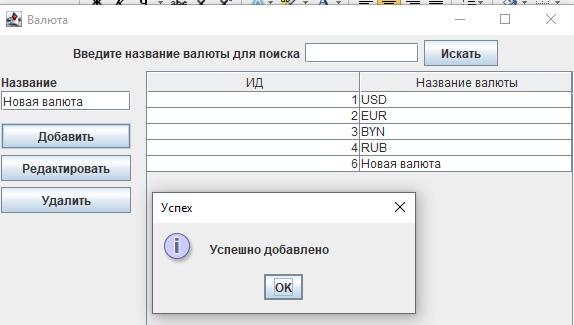 Валюта
Введите название валюты для поиска Искать
Название
Новая валюта
Добавить
Редактировать
Удалить
ИД Название валюты
1 USD
2 EUR
3 BYN
4 RUB
6 Новая валюта
Успех
Успешно добавлено
OK